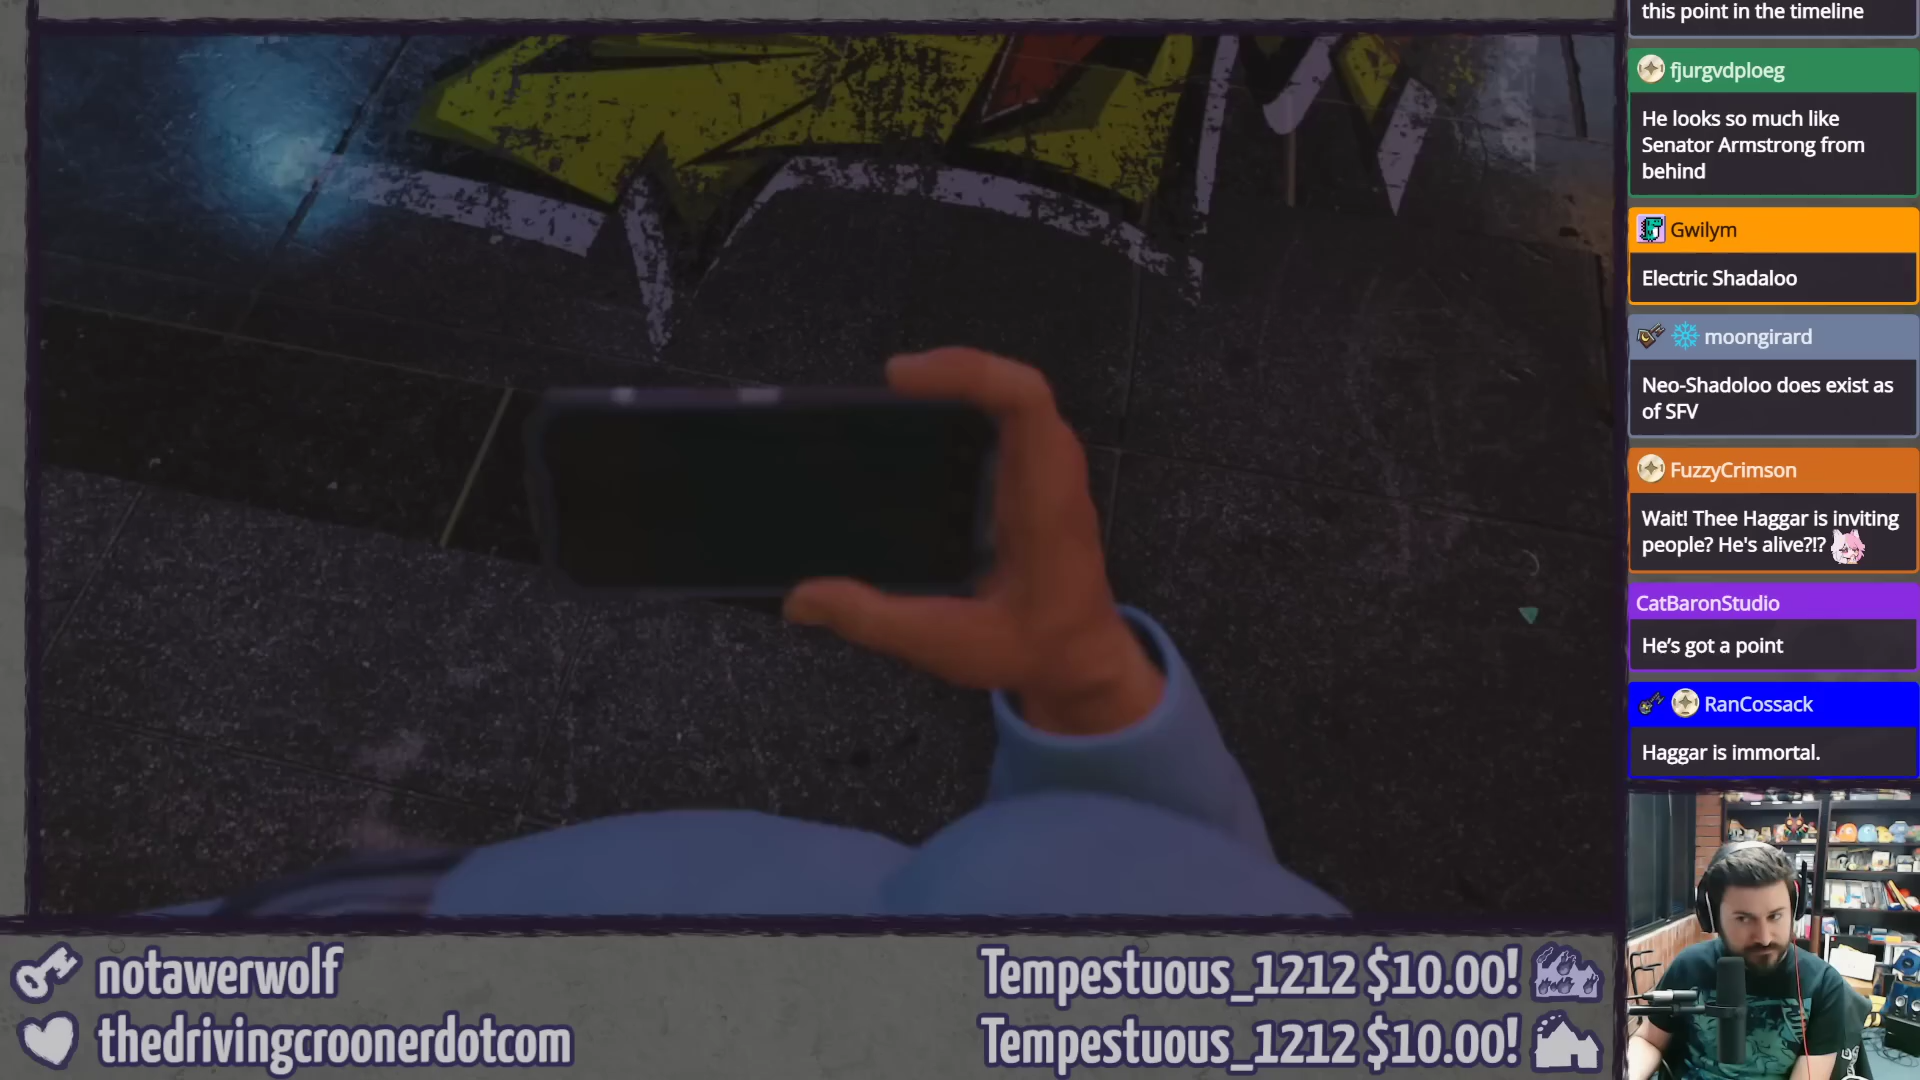 this point in the timeline
fjurgvdploeg
He looks so much like
Senator Armstrong from
behind
Gwilym
Electric Shadaloo
moongirard
Neo-Shadoloo does exist as
of SFV
FuzzyCrimson
Wait! Thee Haggar is inviting
people? He's alive?!?
CatBaronStudio
He’s got a point
RanCossack
Haggar is immortal.
notawerwolf
thedrivingcroonerdotcom
Tempestuous_1212 $10.00!
Tempestuous_1212 $10.00!